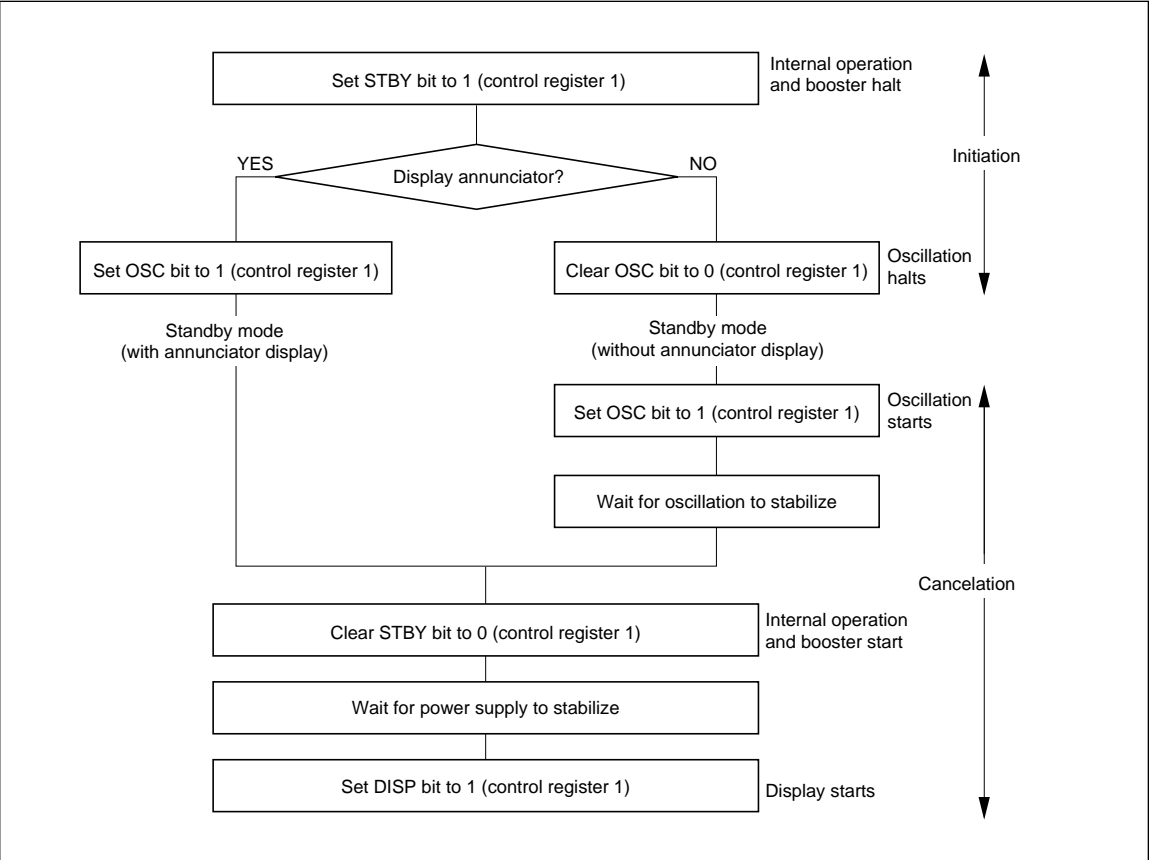 Set STBY bit to 1 (control register 1)
Internal operation
and booster halt
Initiation
YES
Display annunciator?
NO
Set OSC bit to 1 (control register 1)
Clear OSC bit to 0 (control register 1)
Oscillation
halts
Standby mode
(with annunciator display)
Standby mode
(without annunciator display)
Set OSC bit to 1 (control register 1)
Oscillation
starts
Wait for oscillation to stabilize
Cancelation
Clear STBY bit to 0 (control register 1)
Internal operation
and booster start
Wait for power supply to stabilize
Set DISP bit to 1 (control register 1)
Display starts